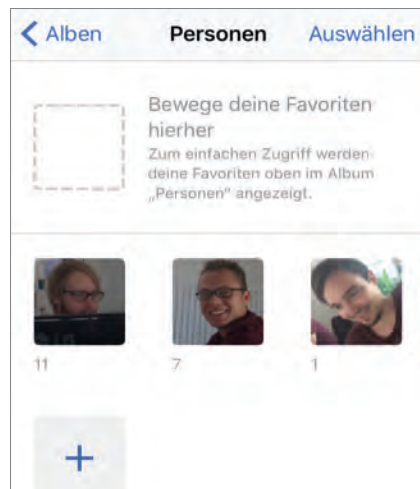 Alben Personen Auswählen
Bewege deine Favoriten
hierher
Zum einfachen Zugriff werden
deine Favoriten oben im Album
„Personen“ angezeigt.
11 7 1